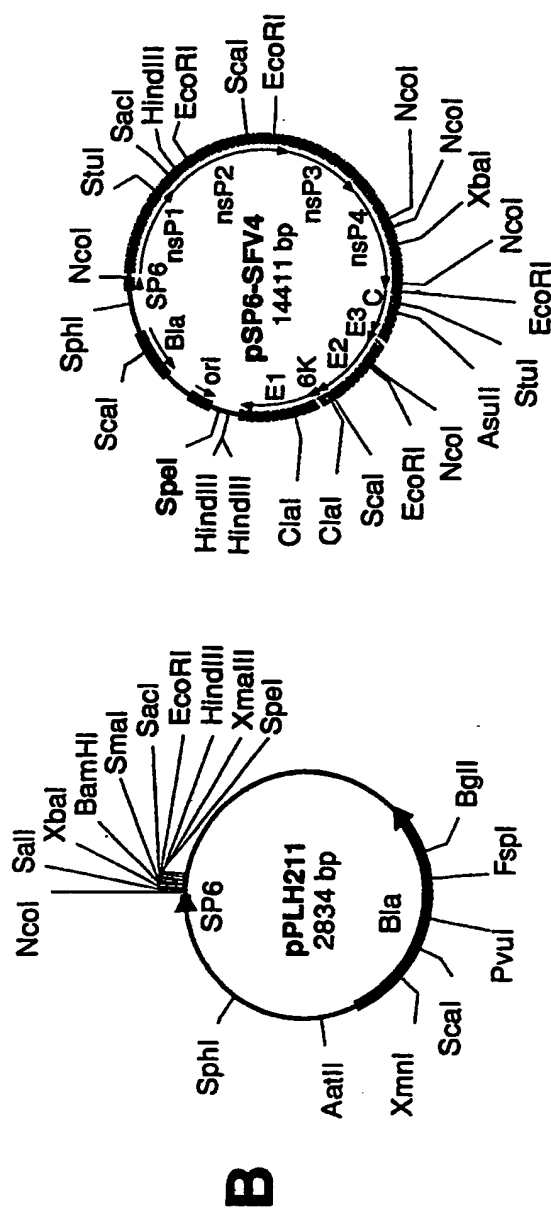 B
NcoI
SalI
XbaI
BamHI
SmaI
SacI
EcoRI
HindIII
XmaIII
SpeI
SP6
SphI
pPLH211
2834 bp
AatII
XmnI
ScaI
PvuI
FspI
BglI
Bla
ScaI
SphI
NcoI
StuI
SacI
HindIII
EcoRI
ScaI
EcoRI
NcoI
NcoI
XbaI
NcoI
EcoRI
StuI
AsuII
NcoI
EcoRI
ScaI
ClaI
ClaI
HindIII
HindIII
SpeI
SP6
nsP1
nsP2
nsP3
nsP4
C
E3
E2
6K
E1
ori
Bla
pSP6-SFV4
14411 bp